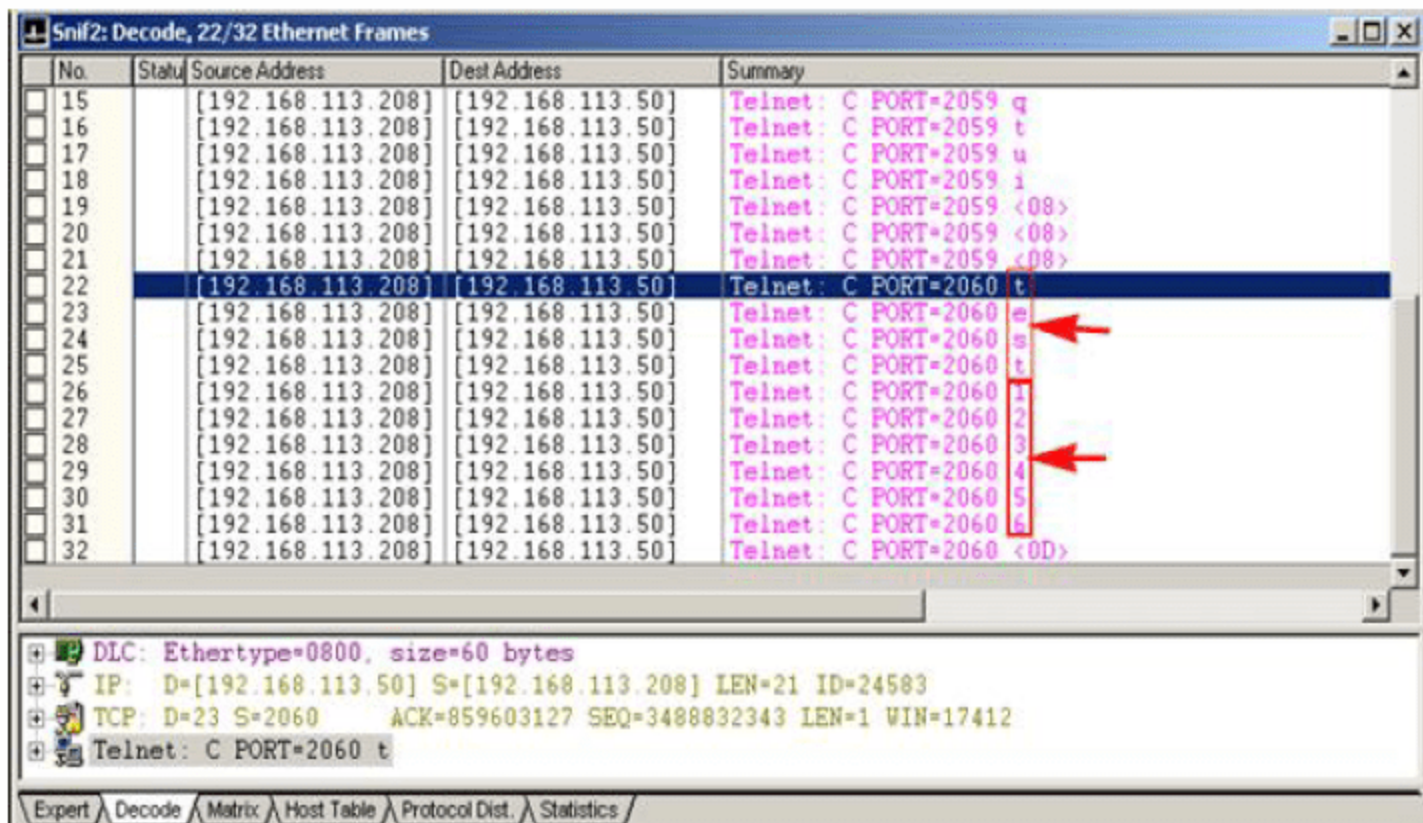 Snif2: Decode, 22/32 Ethernet Frames
No. Statu Source Address Dest Address Summary
15 [192.168.113.208] [192.168.113.50] Telnet: C PORT=2059 q
16 [192.168.113.208] [192.168.113.50] Telnet: C PORT=2059 t
17 [192.168.113.208] [192.168.113.50] Telnet: C PORT=2059 u
18 [192.168.113.208] [192.168.113.50] Telnet: C PORT=2059 i
19 [192.168.113.208] [192.168.113.50] Telnet: C PORT=2059 <08>
20 [192.168.113.208] [192.168.113.50] Telnet: C PORT=2059 <08>
21 [192.168.113.208] [192.168.113.50] Telnet: C PORT=2059 <08>
22 [192.168.113.208] [192.168.113.50] Telnet: C PORT=2060 t
23 [192.168.113.208] [192.168.113.50] Telnet: C PORT=2060 e
24 [192.168.113.208] [192.168.113.50] Telnet: C PORT=2060 s
25 [192.168.113.208] [192.168.113.50] Telnet: C PORT=2060 t
26 [192.168.113.208] [192.168.113.50] Telnet: C PORT=2060 1
27 [192.168.113.208] [192.168.113.50] Telnet: C PORT=2060 2
28 [192.168.113.208] [192.168.113.50] Telnet: C PORT=2060 3
29 [192.168.113.208] [192.168.113.50] Telnet: C PORT=2060 4
30 [192.168.113.208] [192.168.113.50] Telnet: C PORT=2060 5
31 [192.168.113.208] [192.168.113.50] Telnet: C PORT=2060 6
32 [192.168.113.208] [192.168.113.50] Telnet: C PORT=2060 <0D>
DLC: Ethertype=0800, size=60 bytes
IP: D=[192.168.113.50] S=[192.168.113.208] LEN=21 ID=24583
TCP: D=23 S=2060 ACK=859603127 SEQ=3488832343 LEN=1 WIN=17412
Telnet: C PORT=2060 t
Expert Decode Matrix Host Table Protocol Dist. Statistics